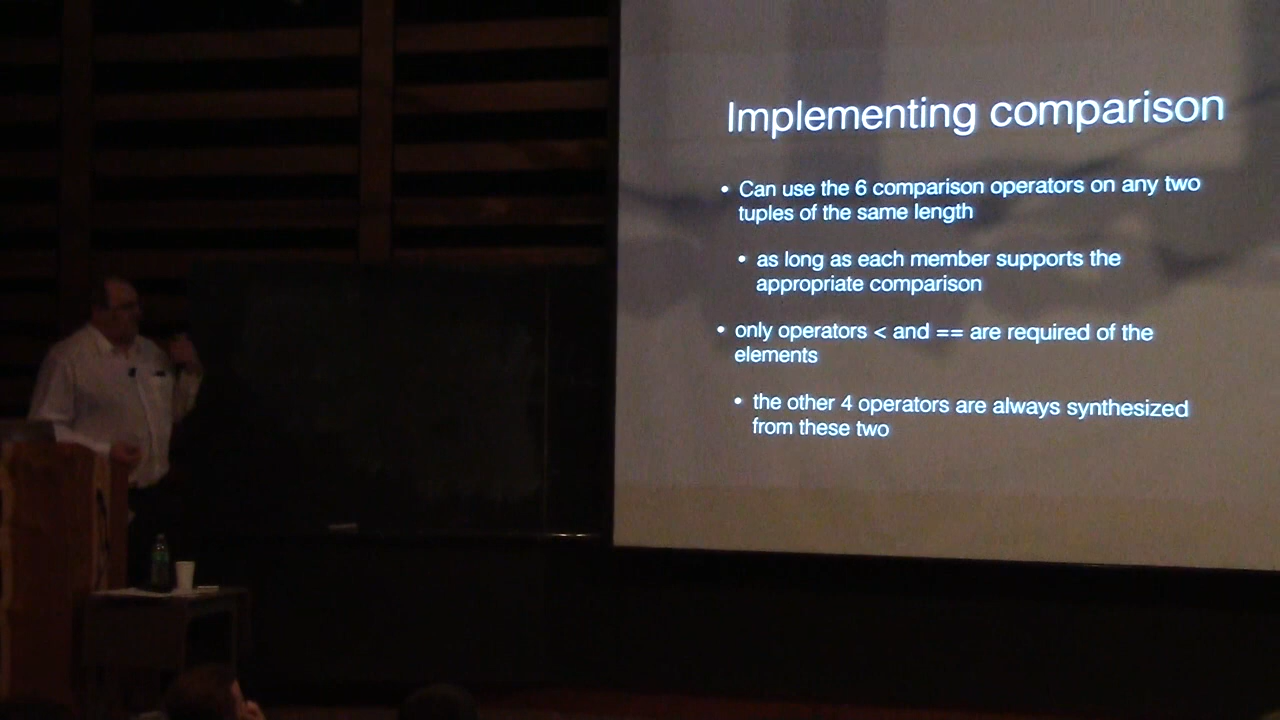 Implementing comparison
• Can use the 6 comparison operators on any two
tuples of the same length
• as long as each member supports the
appropriate comparison
• only operators < and == are required of the
elements
• the other 4 operators are always synthesized
from these two